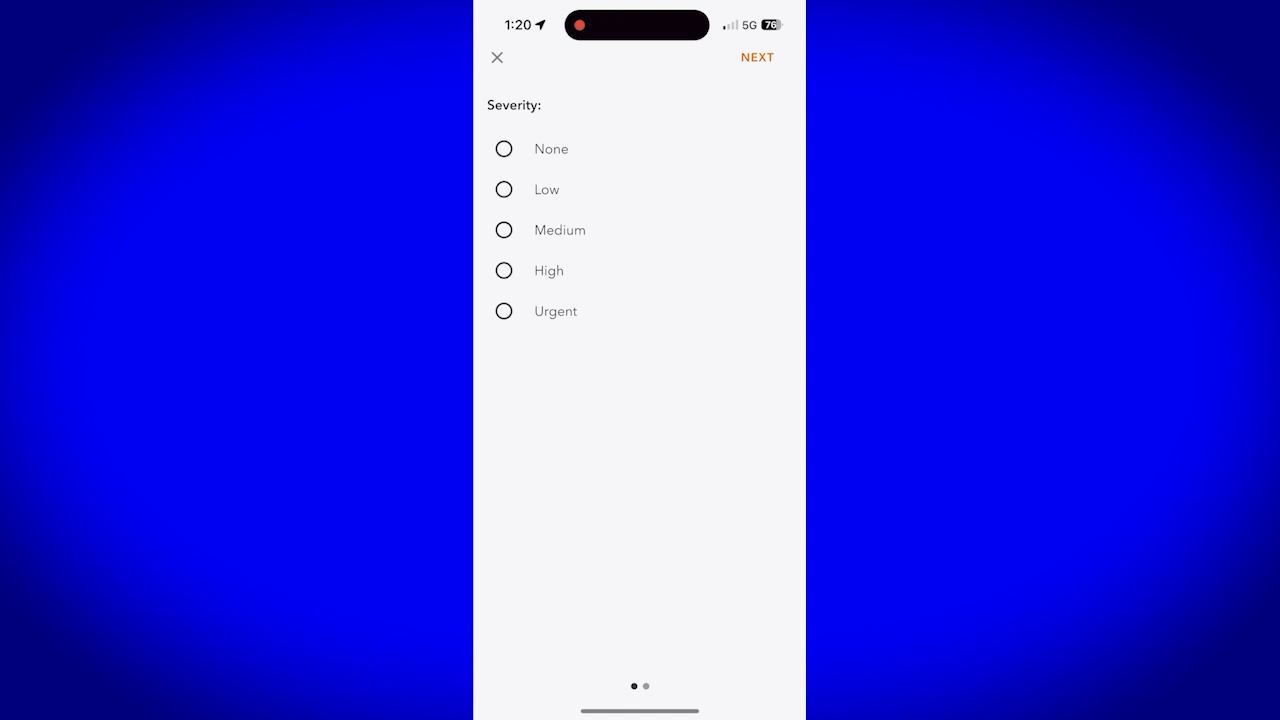 1:20 5G 76
NEXT
Severity:
None
Low
Medium
High
Urgent